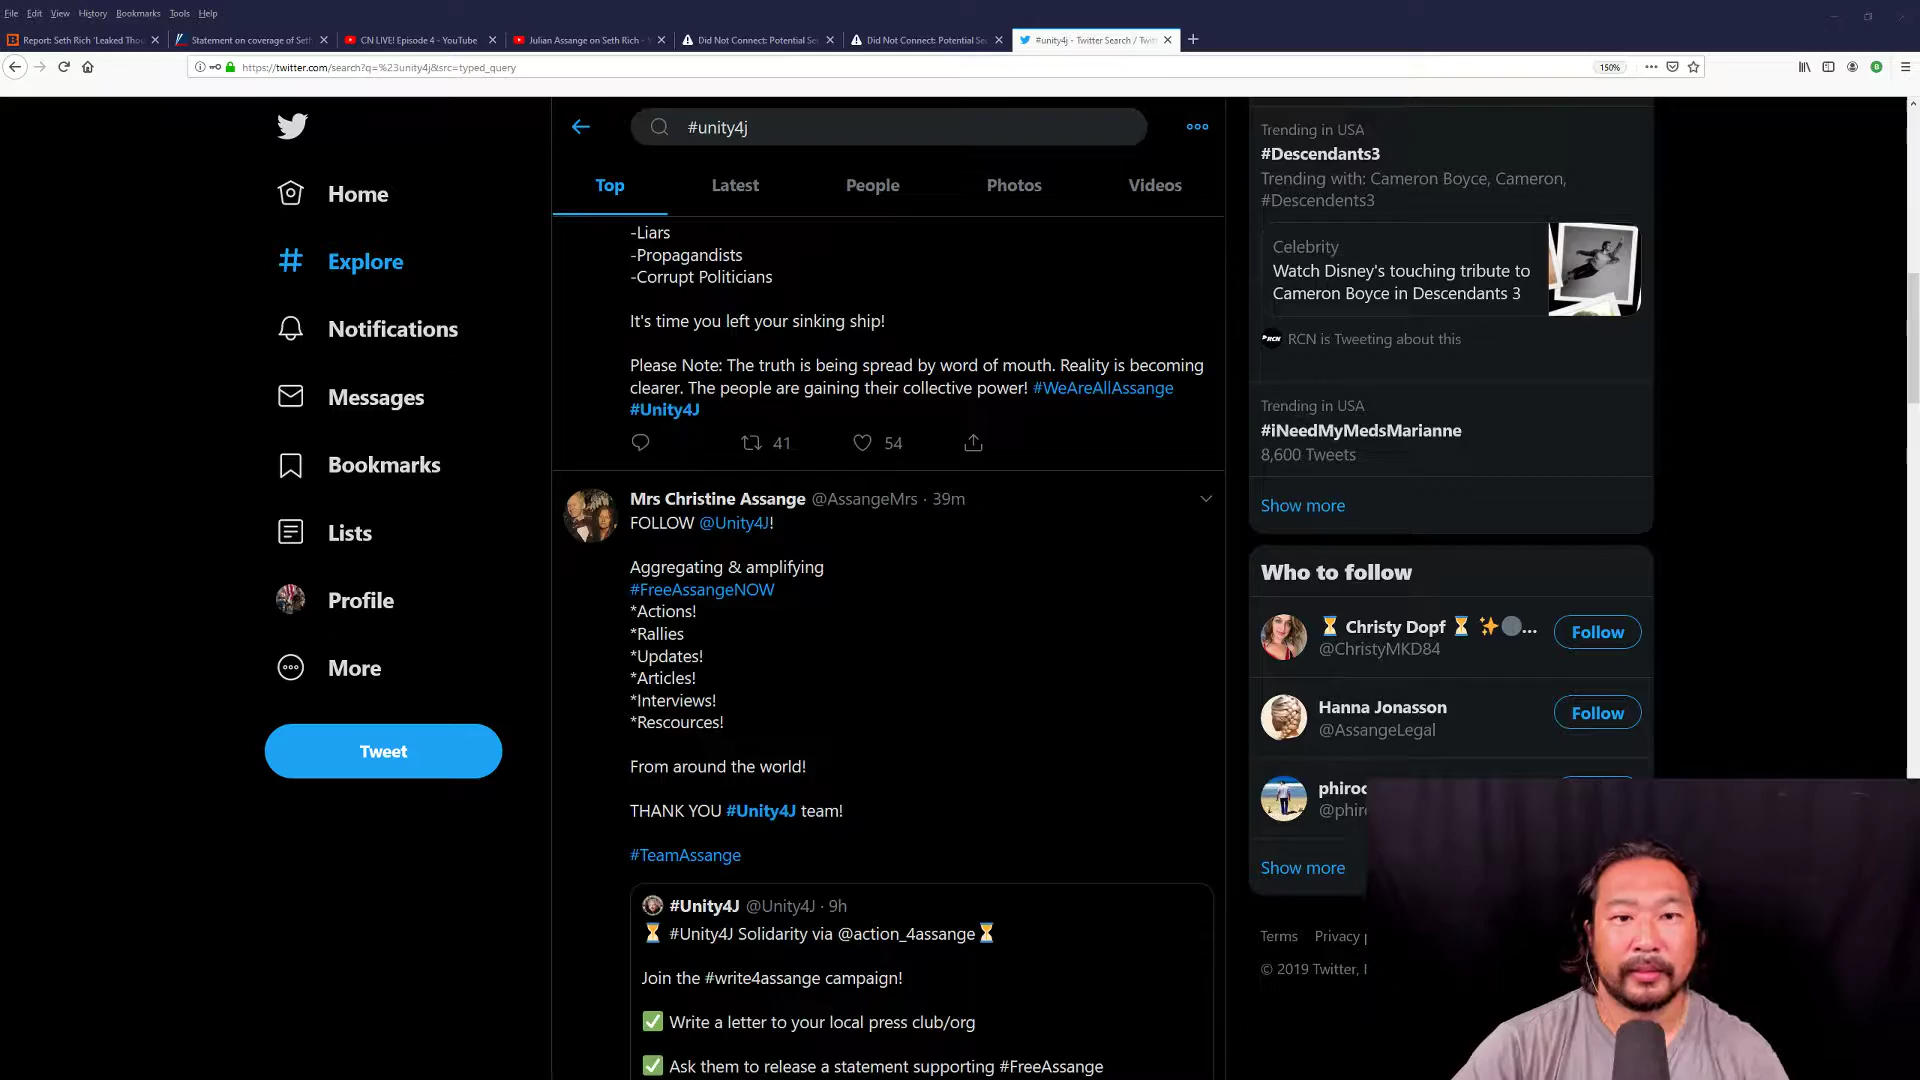 File Edit View History Bookmarks Tools Help
Report: Seth Rich 'Leaked Thou
Statement on coverage of Seth
CN LIVE! Episode 4 - YouTube
Julian Assange on Seth Rich - Y
Did Not Connect: Potential Sec
Did Not Connect: Potential Sec
#unity4j - Twitter Search / Twitt
https://twitter.com/search?q=%23unity4j&src=typed_query
150%
#unity4j
Top
Latest
People
Photos
Videos
Home
Explore
Notifications
Messages
Bookmarks
Lists
Profile
More
Tweet
-Liars
-Propagandists
-Corrupt Politicians
It's time you left your sinking ship!
Please Note: The truth is being spread by word of mouth. Reality is becoming
clearer. The people are gaining their collective power! #WeAreAllAssange
#Unity4J
41
54
Mrs Christine Assange @AssangeMrs · 39m
FOLLOW @Unity4J!
Aggregating & amplifying
#FreeAssangeNOW
*Actions!
*Rallies
*Updates!
*Articles!
*Interviews!
*Rescources!
From around the world!
THANK YOU #Unity4J team!
#TeamAssange
#Unity4J @Unity4J · 9h
⏳ #Unity4J Solidarity via @action_4assange⏳
Join the #write4assange campaign!
✅ Write a letter to your local press club/org
✅ Ask them to release a statement supporting #FreeAssange
Trending in USA
#Descendants3
Trending with: Cameron Boyce, Cameron,
#Descendents3
Celebrity
Watch Disney's touching tribute to
Cameron Boyce in Descendants 3
RCN is Tweeting about this
Trending in USA
#iNeedMyMedsMarianne
8,600 Tweets
Show more
Who to follow
⏳ Christy Dopf ⏳ ✨🌑...
@ChristyMKD84
Follow
Hanna Jonasson
@AssangeLegal
Follow
phiroc
@phiro
Show more
Terms Privacy p
© 2019 Twitter, I